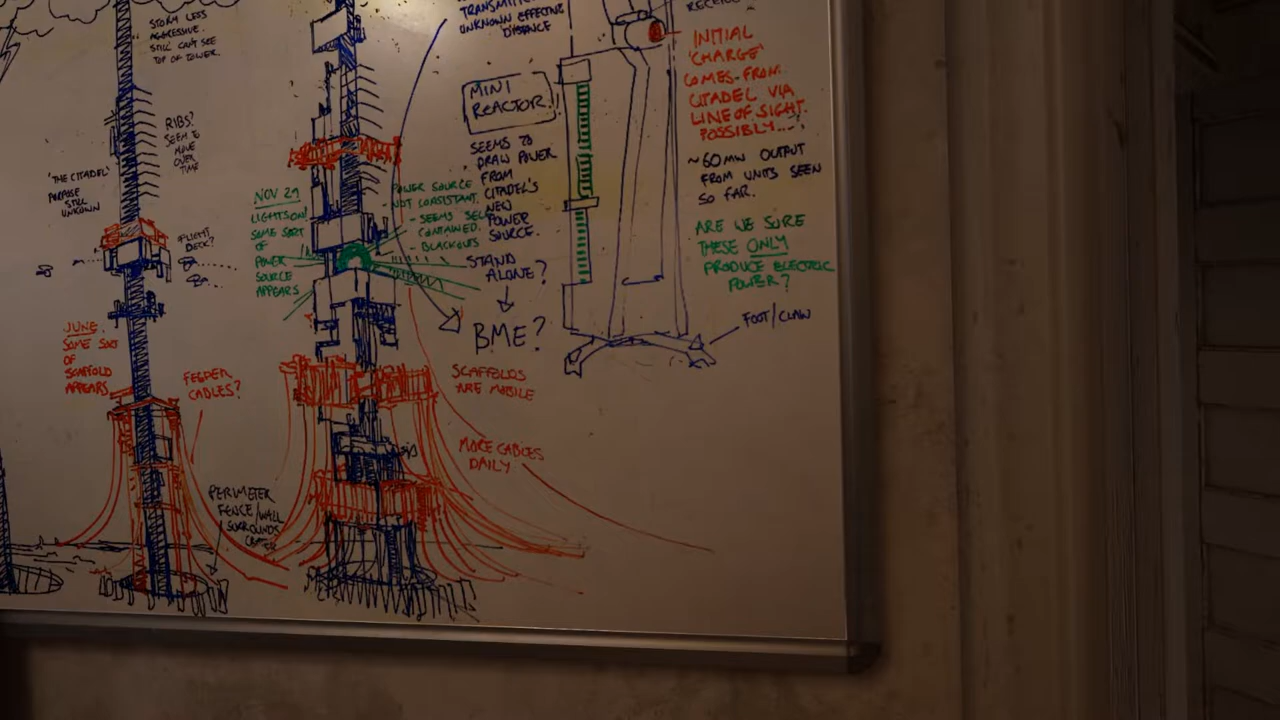 STORM LESS
AGGRESSIVE.
STILL CAN'T SEE
TOP OF TOWER.
RIBS?
SEEM TO
MOVE
OVER
TIME
'THE CITADEL'
PURPOSE
STILL
UNKNOWN
FLIGHT
DECK?
JUNE.
SOME SORT
OF
SCAFFOLD
APPEARS
FEEDER
CABLES?
PERIMETER
FENCE/WALL
SURROUNDS
NOV 29
LIGHTS ON!
SOME SORT
OF
POWER
SOURCE
APPEARS
POWER SOURCE
NOT CONSISTANT.
- SEEMS SELF
CONTAINED.
- BLACKOUTS
SCAFFOLDS
ARE MOBILE
MORE CABLES
DAILY
UNKNOWN EFFECTIVE
DISTANCE
MINI
REACTOR
SEEMS TO
DRAW POWER
FROM
CITADEL'S
NEW
POWER
SOURCE.
STAND
ALONE?
BME?
INITIAL
'CHARGE'
COMES FROM
CITADEL VIA
LINE OF SIGHT
POSSIBLY...
~60MW OUTPUT
FROM UNITS SEEN
SO FAR.
ARE WE SURE
THESE ONLY
PRODUCE ELECTRIC
POWER?
FOOT/CLAW